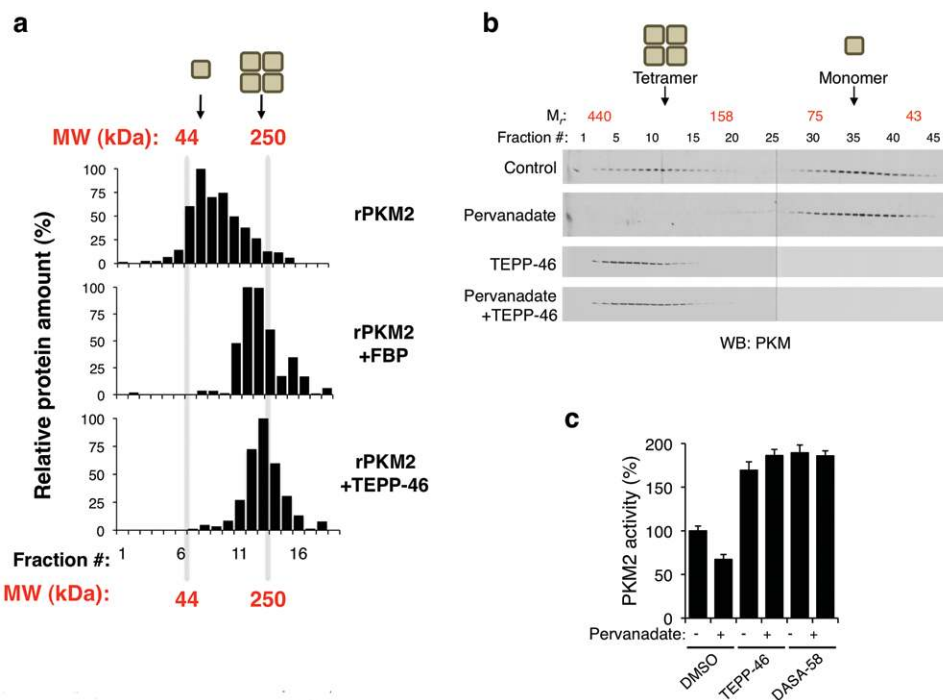 a
MW (kDa): 44 250
Relative protein amount (%)
100
75
50
25
0
rPKM2
100
75
50
25
0
rPKM2
+FBP
100
75
50
25
0
rPKM2
+TEPP-46
Fraction #: 1 6 11 16
MW (kDa): 44 250
b
Tetramer Monomer
Mr: 440 158 75 43
Fraction #: 1 5 10 15 20 25 30 35 40 45
Control
Pervanadate
TEPP-46
Pervanadate
+TEPP-46
WB: PKM
c
PKM2 activity (%)
200
150
100
50
0
Pervanadate: - + - + - +
DMSO TEPP-46 DASA-58